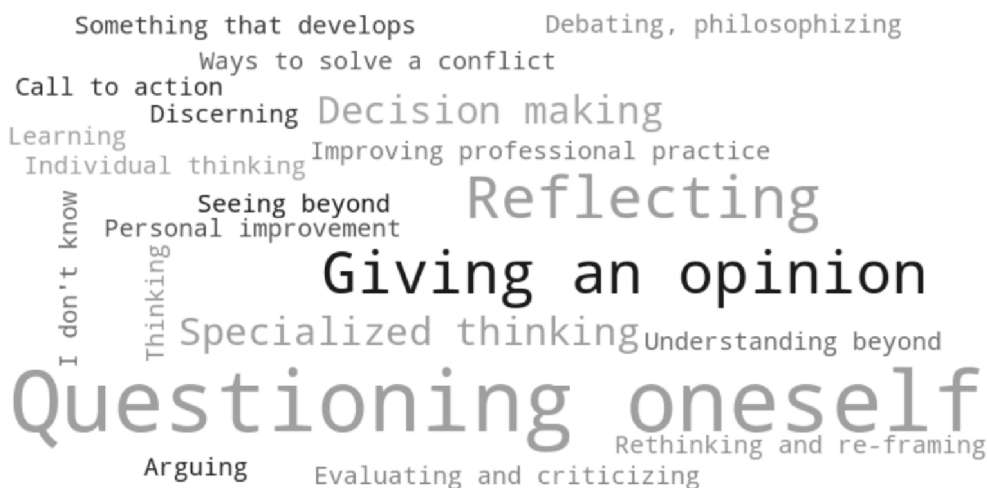 Something that develops
Debating, philosophizing
Ways to solve a conflict
Call to action
Discerning
Decision making
Learning
Improving professional practice
Individual thinking
Reflecting
Seeing beyond
Personal improvement
I don't know
Thinking
Giving an opinion
Specialized thinking
Understanding beyond
Questioning oneself
Rethinking and re-framing
Arguing
Evaluating and criticizing